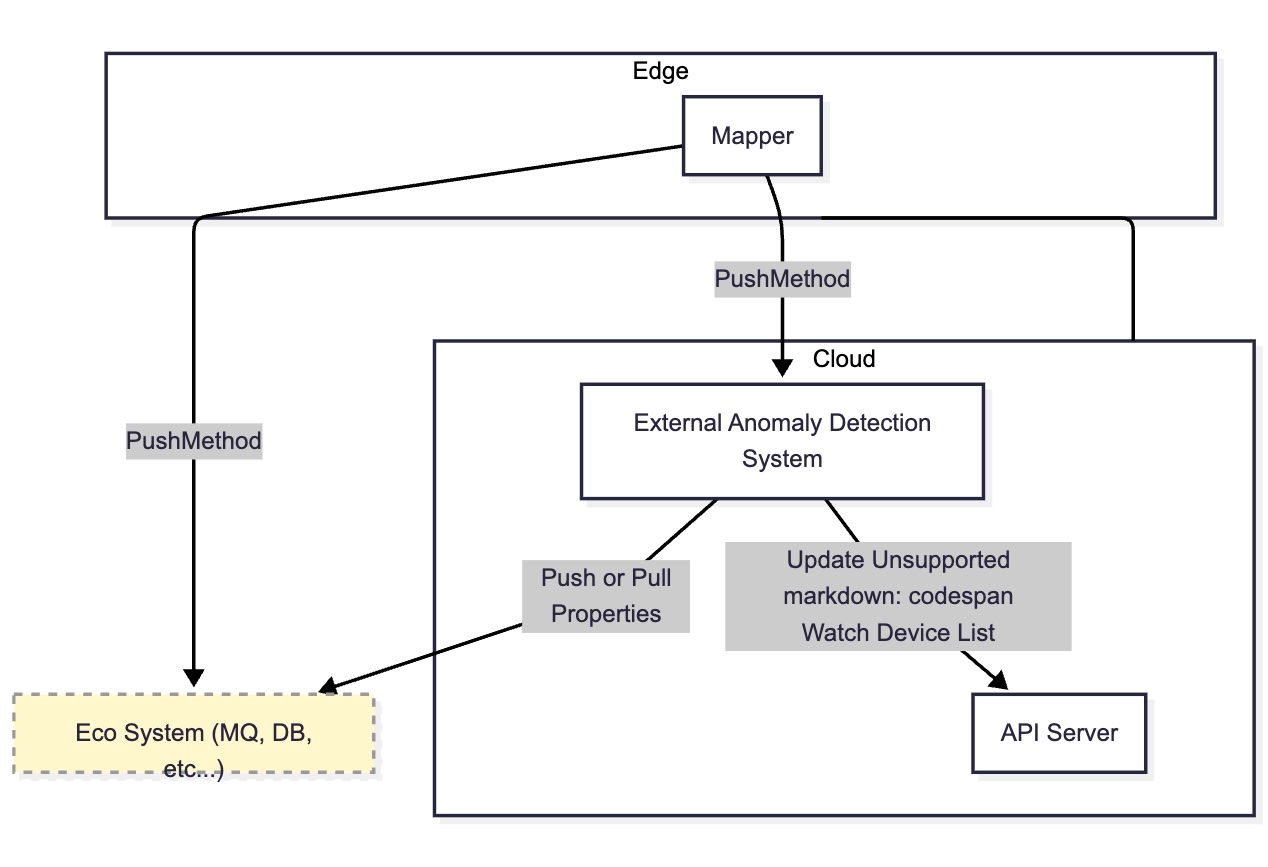 Edge
Mapper
PushMethod
Cloud
External Anomaly Detection
System
PushMethod
Push or Pull
Properties
Update Unsupported
markdown: codespan
Watch Device List
Eco System (MQ, DB,
etc...)
API Server